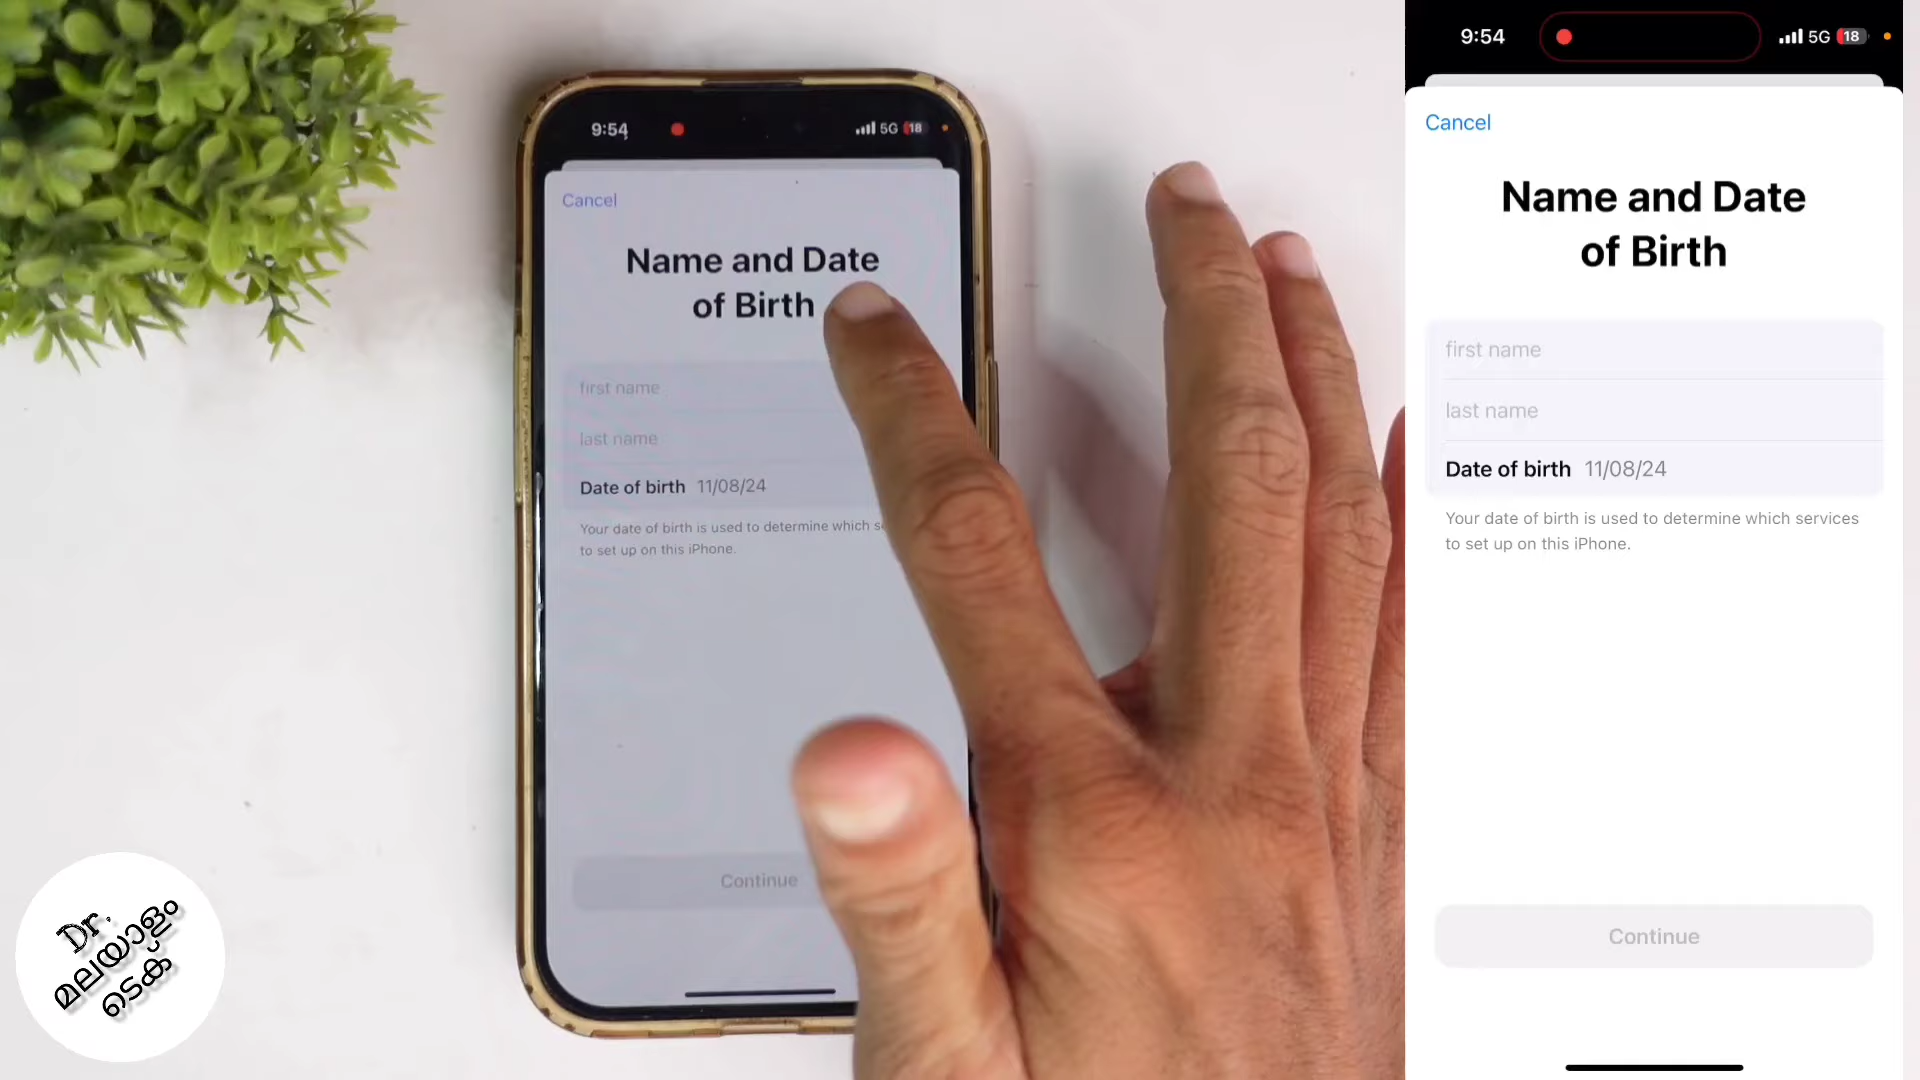 9:54
5G 18
Cancel
Name and Date
of Birth
first name
last name
Date of birth 11/08/24
Your date of birth is used to determine which
to set up on this iPhone.
Continue
9:54
5G 18
Cancel
Name and Date
of Birth
first name
last name
Date of birth 11/08/24
Your date of birth is used to determine which services
to set up on this iPhone.
Continue
Dr.
മലയാളം
ടെക്